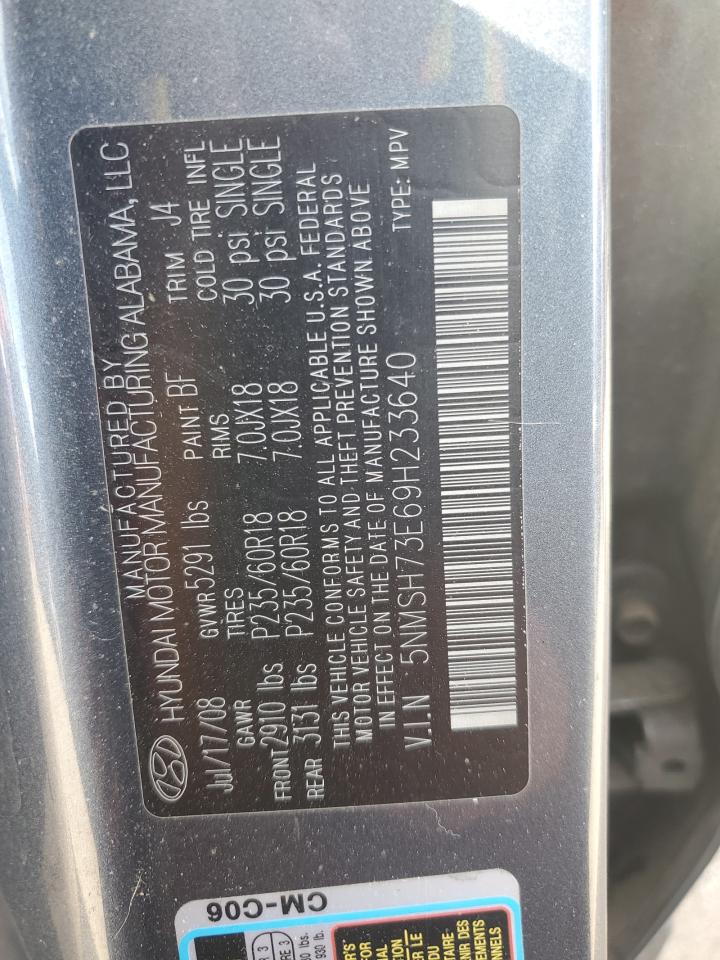 MANUFACTURED BY
HYUNDAI MOTOR MANUFACTURING ALABAMA, LLC
Jul/17/08 GVWR 5291 lbs PAINT BF TRIM J4
GAWR TIRES RIMS COLD TIRE INFL
FRONT 2910 lbs P235/60R18 7.0JX18 30 psi SINGLE
REAR 3131 lbs P235/60R18 7.0JX18 30 psi SINGLE
THIS VEHICLE CONFORMS TO ALL APPLICABLE U.S.A. FEDERAL
MOTOR VEHICLE SAFETY AND THEFT PREVENTION STANDARDS
IN EFFECT ON THE DATE OF MANUFACTURE SHOWN ABOVE
V.I.N 5NMSH73E69H233640 TYPE: MPV
CM-C06